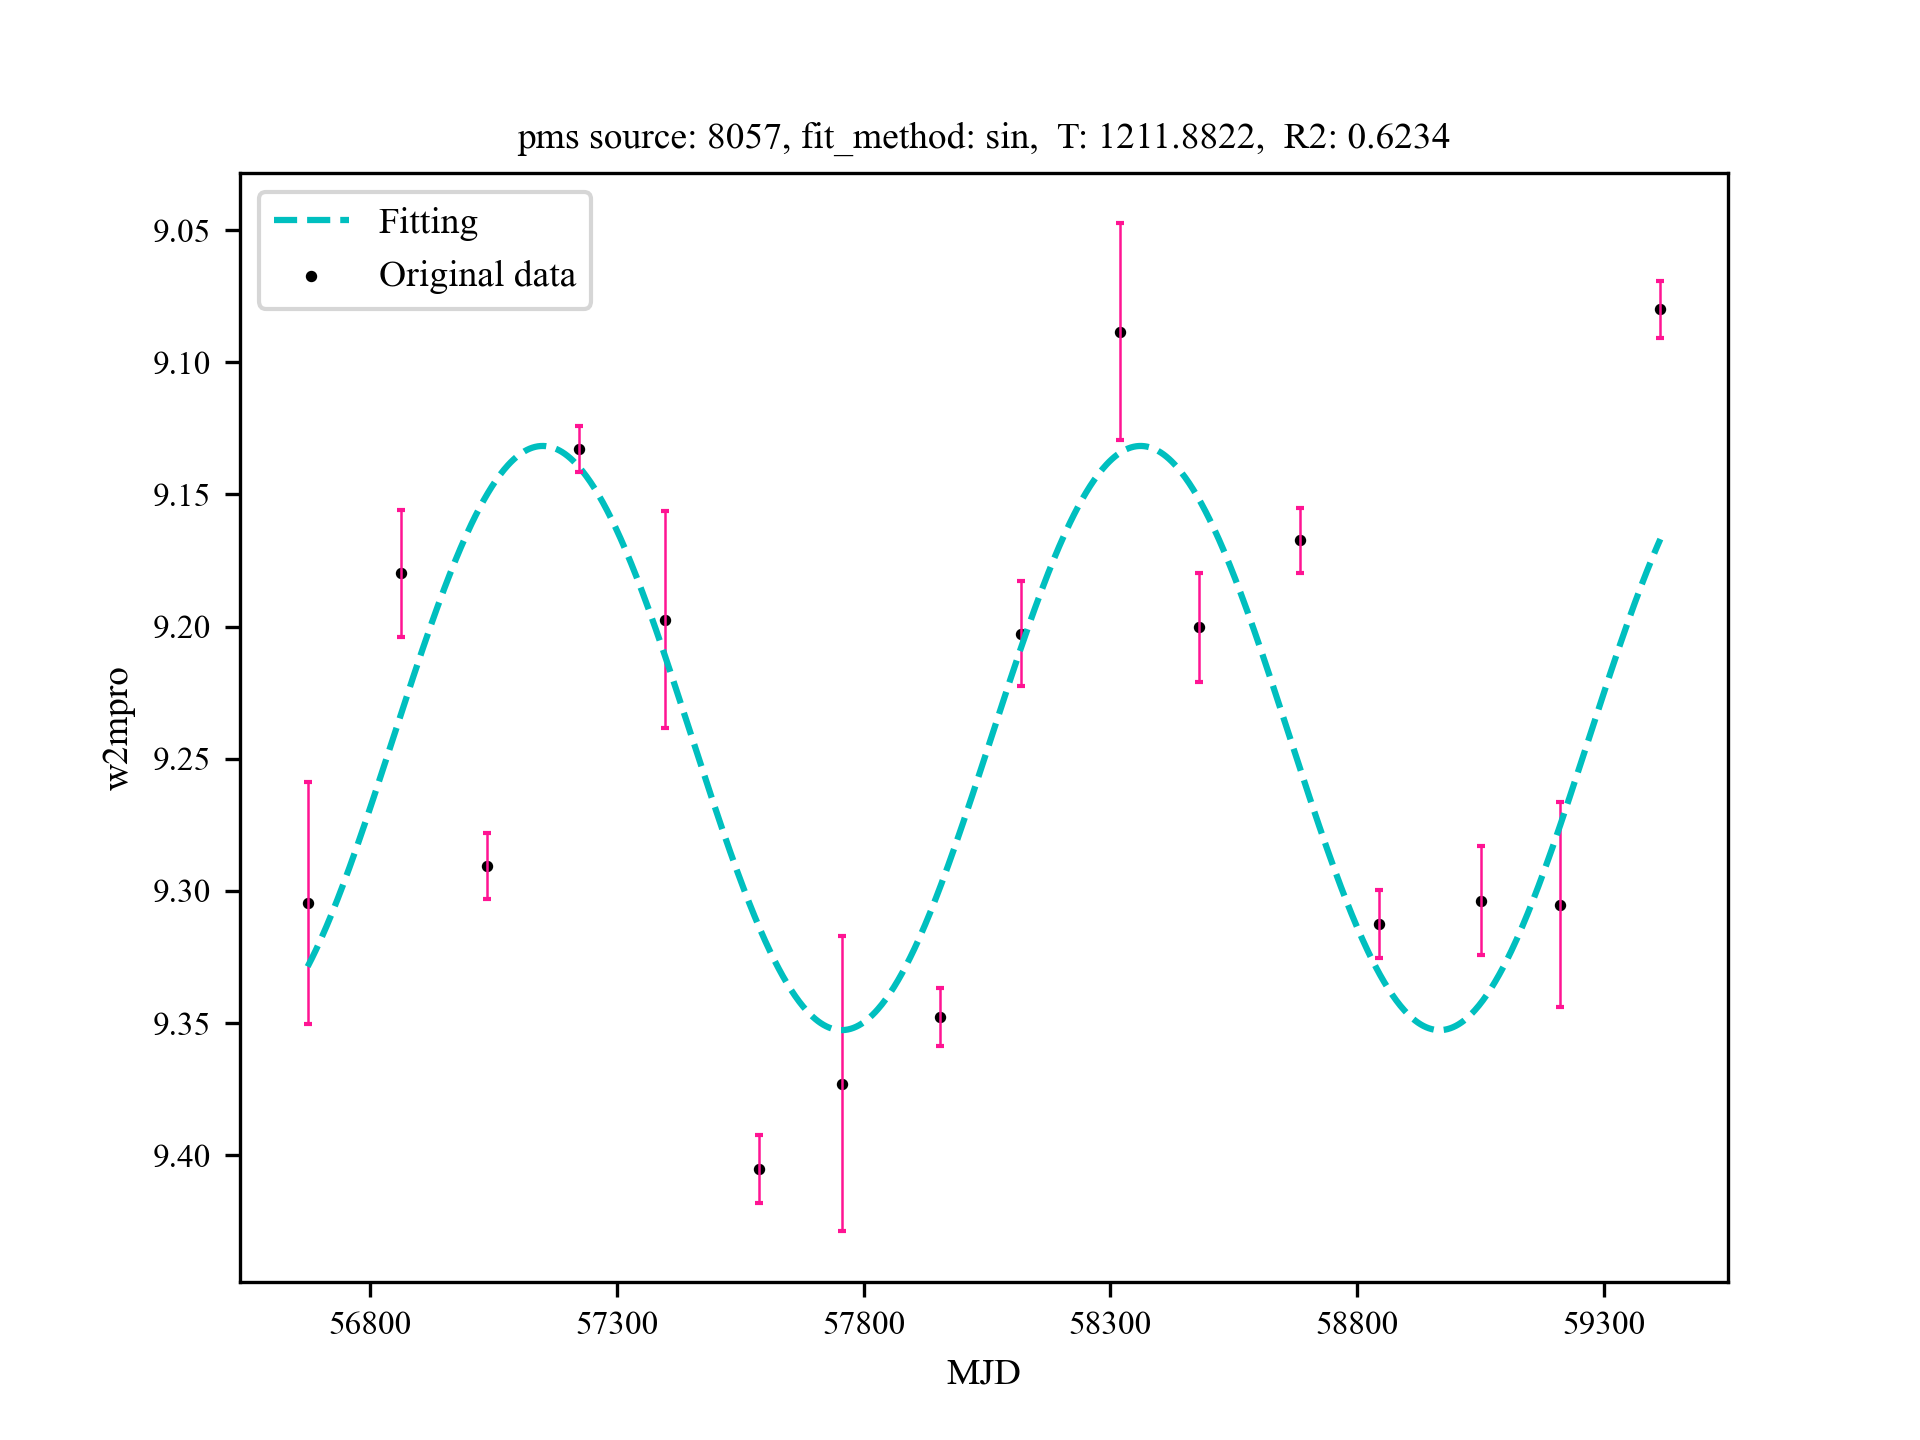 pms source: 8057, fit_method: sin,  T: 1211.8822,  R2: 0.6234
Fitting
Original data
9.05
9.10
9.15
9.20
9.25
9.30
9.35
9.40
w2mpro
56800 57300 57800 58300 58800 59300
MJD